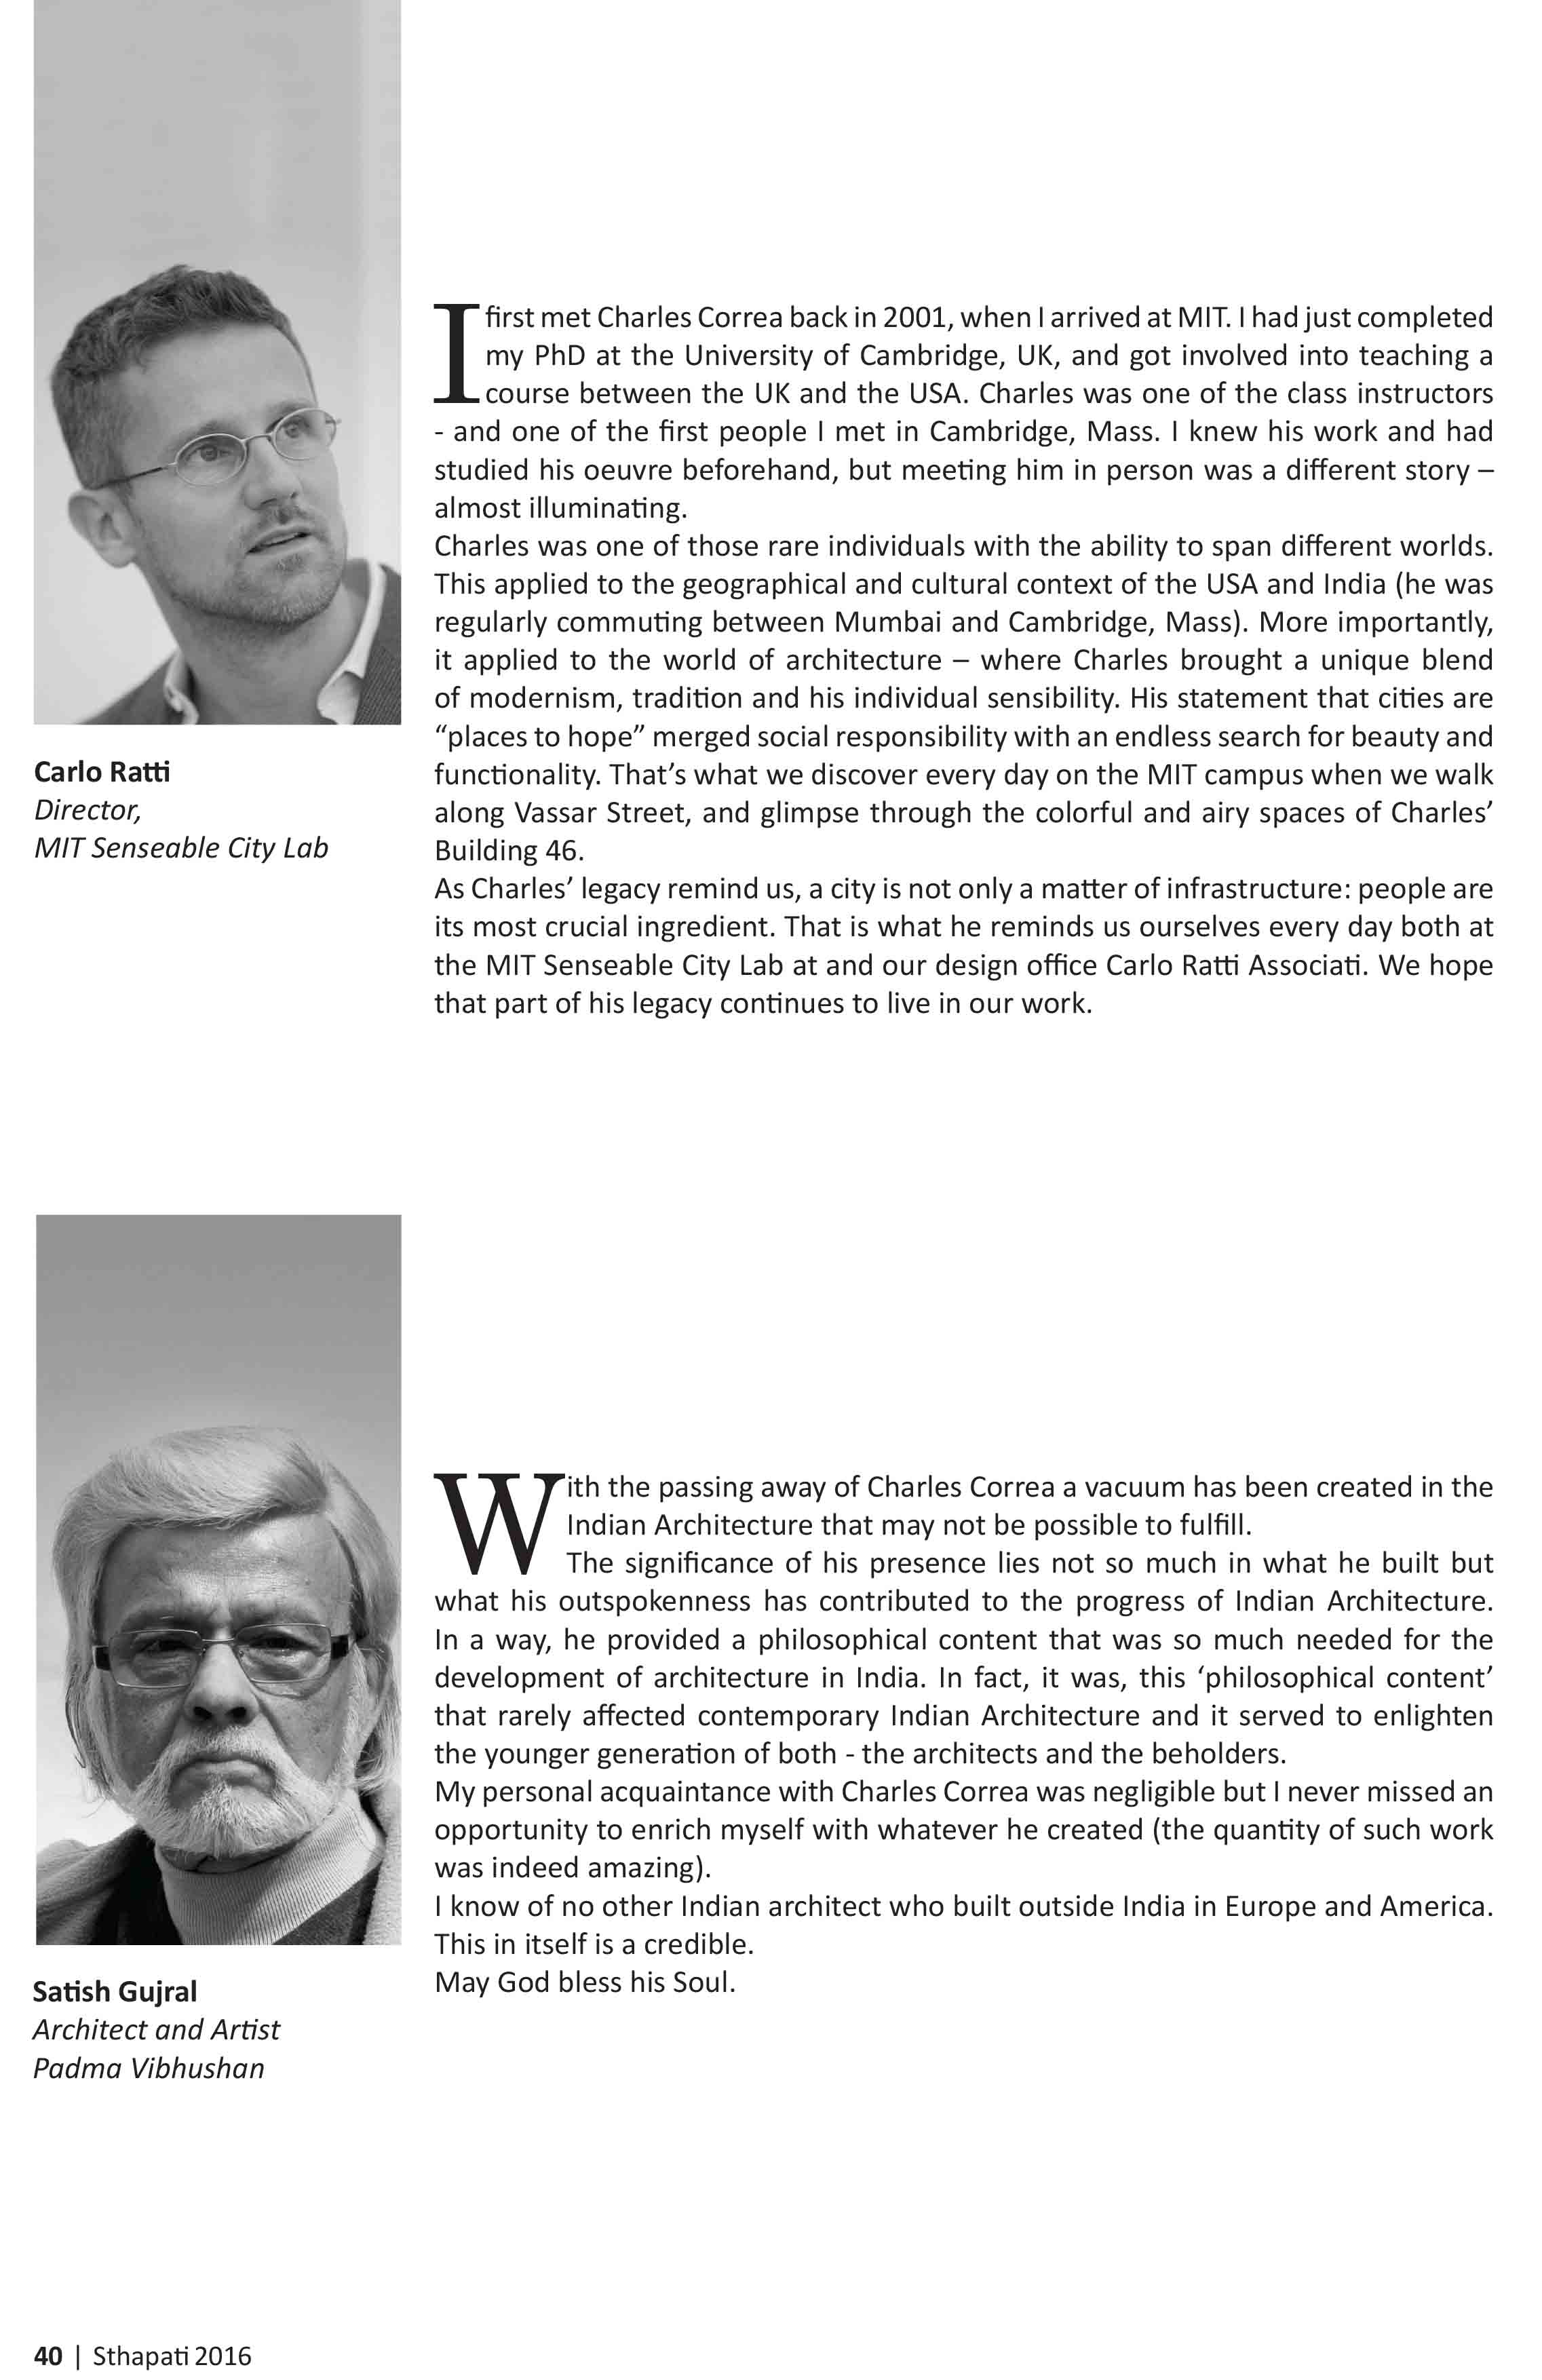 I first met Charles Correa back in 2001, when I arrived at MIT. I had just completed
my PhD at the University of Cambridge, UK, and got involved into teaching a
course between the UK and the USA. Charles was one of the class instructors
- and one of the first people I met in Cambridge, Mass. I knew his work and had
studied his oeuvre beforehand, but meeting him in person was a different story –
almost illuminating.
Charles was one of those rare individuals with the ability to span different worlds.
This applied to the geographical and cultural context of the USA and India (he was
regularly commuting between Mumbai and Cambridge, Mass). More importantly,
it applied to the world of architecture – where Charles brought a unique blend
of modernism, tradition and his individual sensibility. His statement that cities are
“places to hope” merged social responsibility with an endless search for beauty and
functionality. That’s what we discover every day on the MIT campus when we walk
along Vassar Street, and glimpse through the colorful and airy spaces of Charles’
Building 46.
As Charles’ legacy remind us, a city is not only a matter of infrastructure: people are
its most crucial ingredient. That is what he reminds us ourselves every day both at
the MIT Senseable City Lab at and our design office Carlo Ratti Associati. We hope
that part of his legacy continues to live in our work.
Carlo Ratti
Director,
MIT Senseable City Lab
With the passing away of Charles Correa a vacuum has been created in the
Indian Architecture that may not be possible to fulfill.
The significance of his presence lies not so much in what he built but
what his outspokenness has contributed to the progress of Indian Architecture.
In a way, he provided a philosophical content that was so much needed for the
development of architecture in India. In fact, it was, this ‘philosophical content’
that rarely affected contemporary Indian Architecture and it served to enlighten
the younger generation of both - the architects and the beholders.
My personal acquaintance with Charles Correa was negligible but I never missed an
opportunity to enrich myself with whatever he created (the quantity of such work
was indeed amazing).
I know of no other Indian architect who built outside India in Europe and America.
This in itself is a credible.
May God bless his Soul.
Satish Gujral
Architect and Artist
Padma Vibhushan
40 | Sthapati 2016